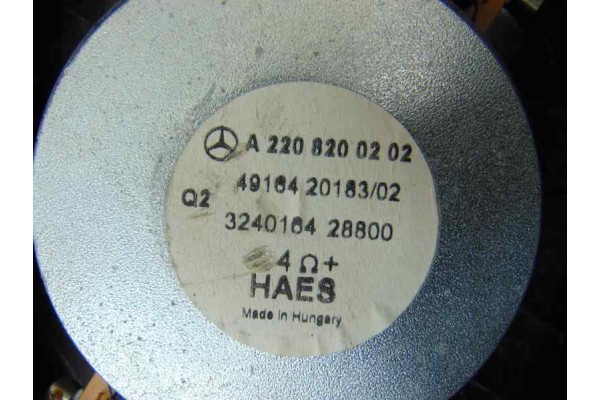 A 220 820 02 02
49164 20183/02
Q2
3240164 28800
4 Ω +
HAES
Made in Hungary